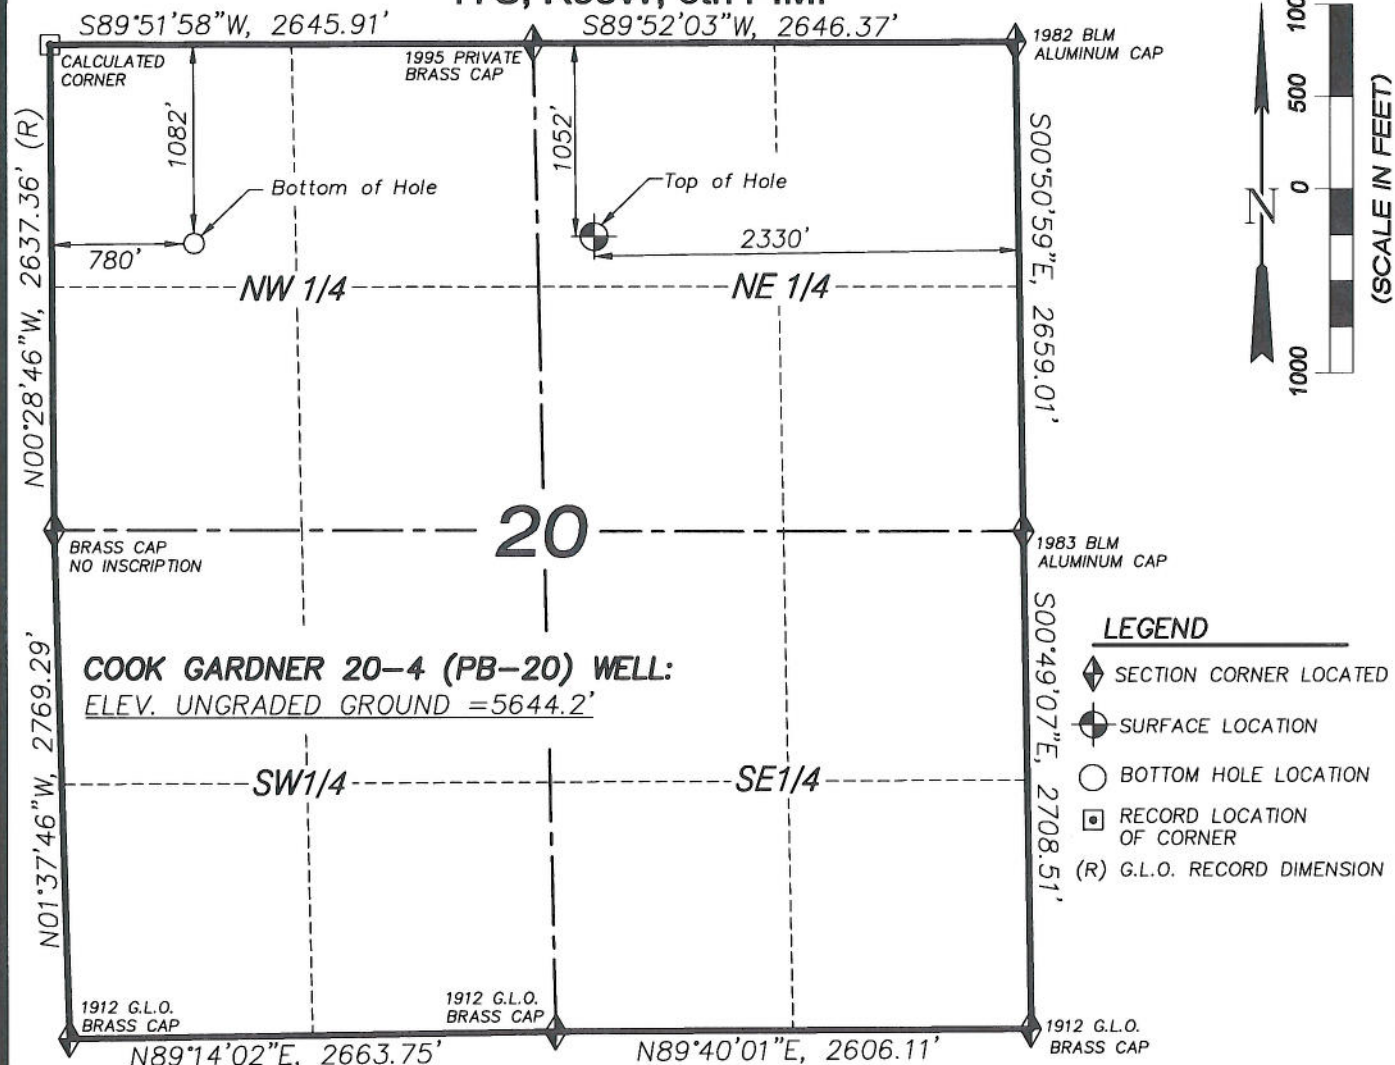 S89°51'58"W, 2645.91'
S89°52'03"W, 2646.37'
CALCULATED
CORNER
1995 PRIVATE
BRASS CAP
1982 BLM
ALUMINUM CAP
1082'
1052'
Bottom of Hole
Top of Hole
780'
2330'
N00°28'46"W, 2637.36' (R)
S00°50'59"E, 2659.01'
NW 1/4
NE 1/4
500
0
1000
(SCALE IN FEET)
N
20
BRASS CAP
NO INSCRIPTION
1983 BLM
ALUMINUM CAP
COOK GARDNER 20-4 (PB-20) WELL:
ELEV. UNGRADED GROUND =5644.2'
N01°37'46"W, 2769.29'
S00°49'07"E, 2708.51'
SW1/4
SE1/4
LEGEND
SECTION CORNER LOCATED
SURFACE LOCATION
BOTTOM HOLE LOCATION
RECORD LOCATION
OF CORNER
(R) G.L.O. RECORD DIMENSION
1912 G.L.O.
BRASS CAP
1912 G.L.O.
BRASS CAP
1912 G.L.O.
BRASS CAP
N89°14'02"E, 2663.75'
N89°40'01"E, 2606.11'